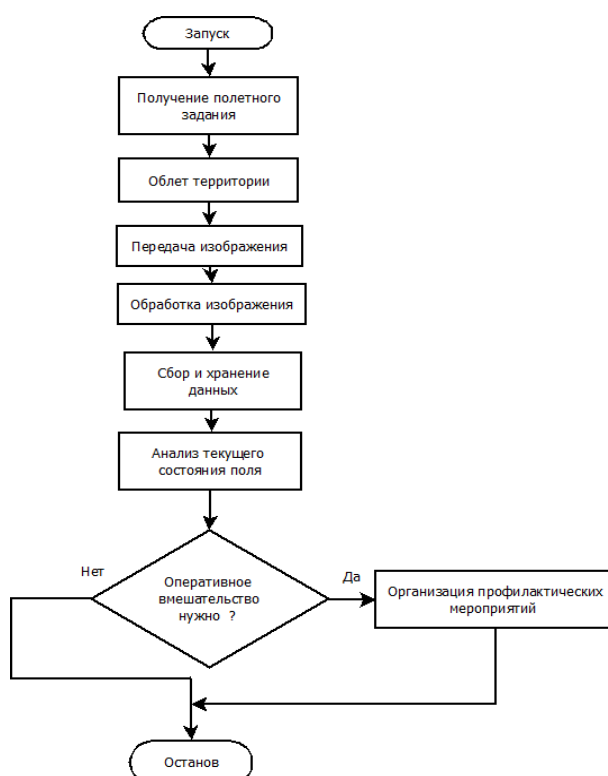 Запуск
Получение полетного
задания
Облет территории
Передача изображения
Обработка изображения
Сбор и хранение
данных
Анализ текущего
состояния поля
Нет
Оперативное
вмешательство
нужно ?
Да
Организация профилактических
мероприятий
Останов